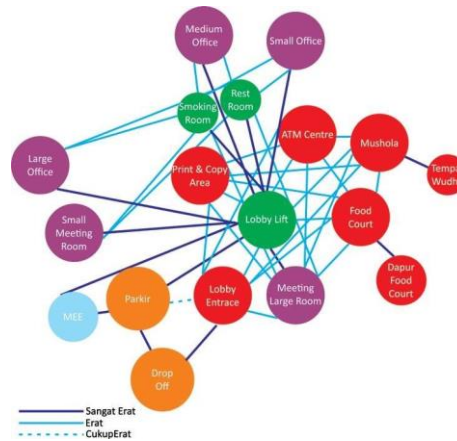 Medium
Office
Small Office
Smoking
Room
Rest
Room
ATM Centre
Mushola
Large
Office
Print & Copy
Area
Tempa
Wudh
Small
Meeting
Room
Lobby Lift
Food
Court
MEE
Parkir
Lobby
Entrace
Meeting
Large Room
Dapur
Food
Court
Drop
Off
Sangat Erat
Erat
CukupErat